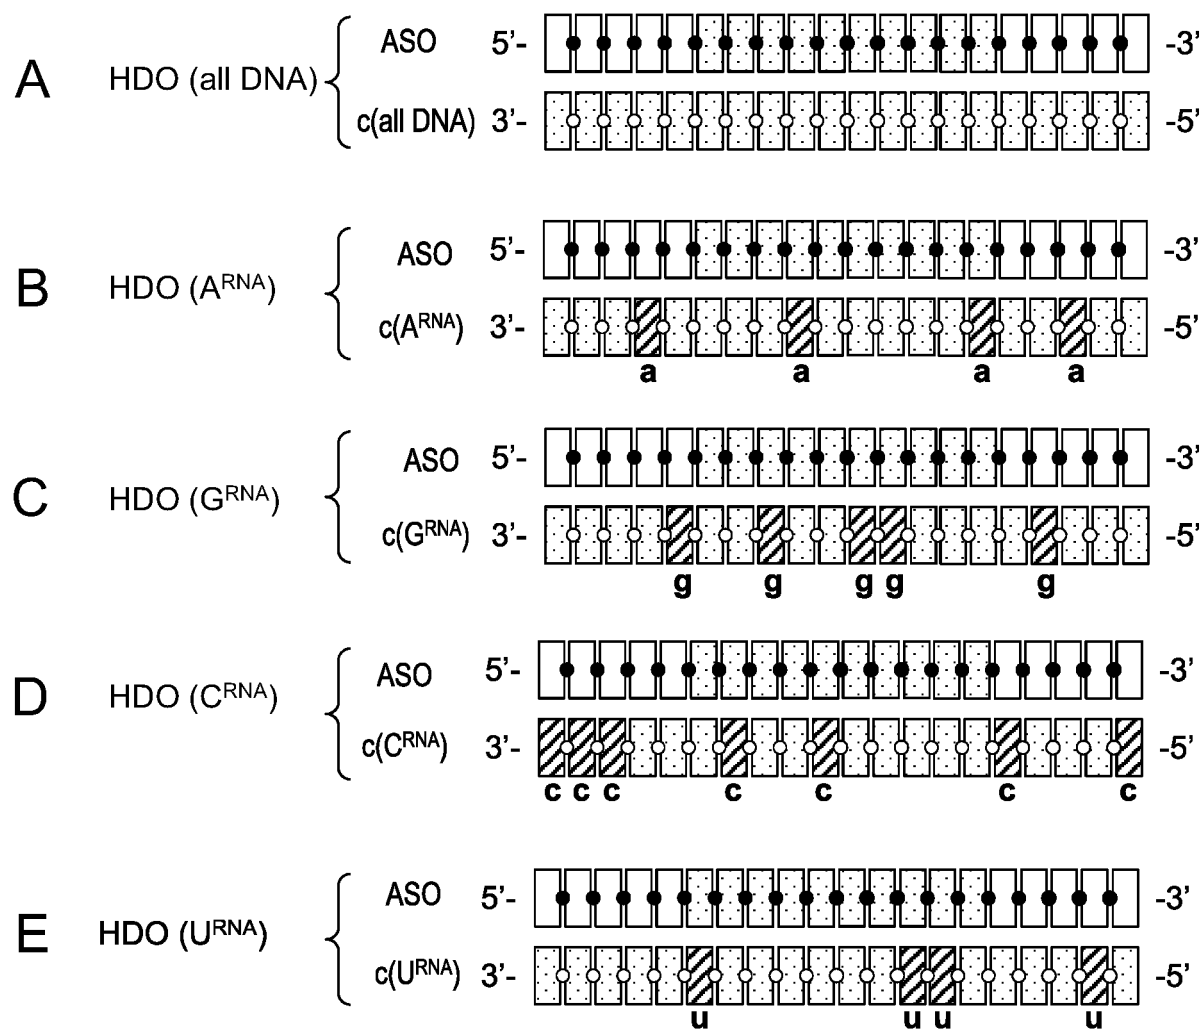 A HDO (all DNA) ASO 5'- -3'
c(all DNA) 3'- -5'
B HDO (A^RNA) ASO 5'- -3'
c(A^RNA) 3'- -5'
a a a a
C HDO (G^RNA) ASO 5'- -3'
c(G^RNA) 3'- -5'
g g g g g
D HDO (C^RNA) ASO 5'- -3'
c(C^RNA) 3'- -5'
c c c c c c c
E HDO (U^RNA) ASO 5'- -3'
c(U^RNA) 3'- -5'
u u u u